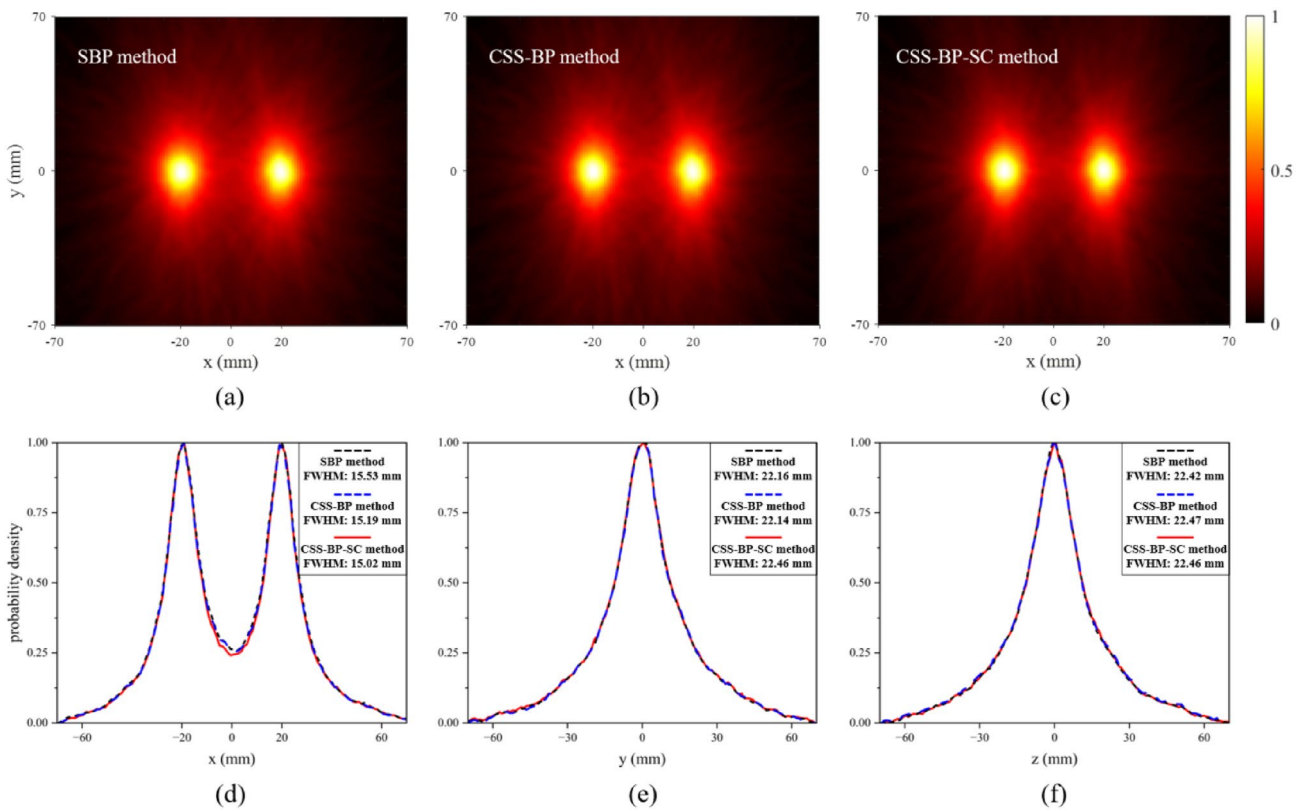 70
0
-70
y (mm)
SBP method
-70
-20
0
20
70
x (mm)
(a)
70
0
-70
CSS-BP method
-70
-20
0
20
70
x (mm)
(b)
70
0
-70
CSS-BP-SC method
-70
-20
0
20
70
x (mm)
(c)
1
0.5
0
1.00
0.75
0.50
0.25
0.00
probability density
SBP method
FWHM: 15.53 mm
CSS-BP method
FWHM: 15.19 mm
CSS-BP-SC method
FWHM: 15.02 mm
−60
−20
0
20
60
x (mm)
(d)
1.00
0.75
0.50
0.25
0.00
SBP method
FWHM: 22.16 mm
CSS-BP method
FWHM: 22.14 mm
CSS-BP-SC method
FWHM: 22.46 mm
−60
−30
0
30
60
y (mm)
(e)
1.00
0.75
0.50
0.25
0.00
SBP method
FWHM: 22.42 mm
CSS-BP method
FWHM: 22.47 mm
CSS-BP-SC method
FWHM: 22.46 mm
−60
−30
0
30
60
z (mm)
(f)